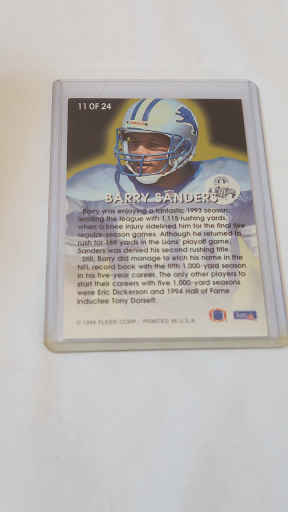 11 OF 24
BARRY SANDERS
Barry was enjoying a fantastic 1993 season,
leading the league with 1,115 rushing yards,
when a knee injury sidelined him for the final five
regular-season games. Although he returned to
rush for 169 yards in the Lions' playoff game,
Sanders was denied his second rushing title.
Still, Barry did manage to etch his name in the
NFL record book with the fifth 1,000-yard season
in his five-year career. The only other players to
start their careers with five 1,000-yard seasons
were Eric Dickerson and 1994 Hall of Fame
inductee Tony Dorsett.
© 1994 FLEER CORP. PRINTED IN U.S.A.